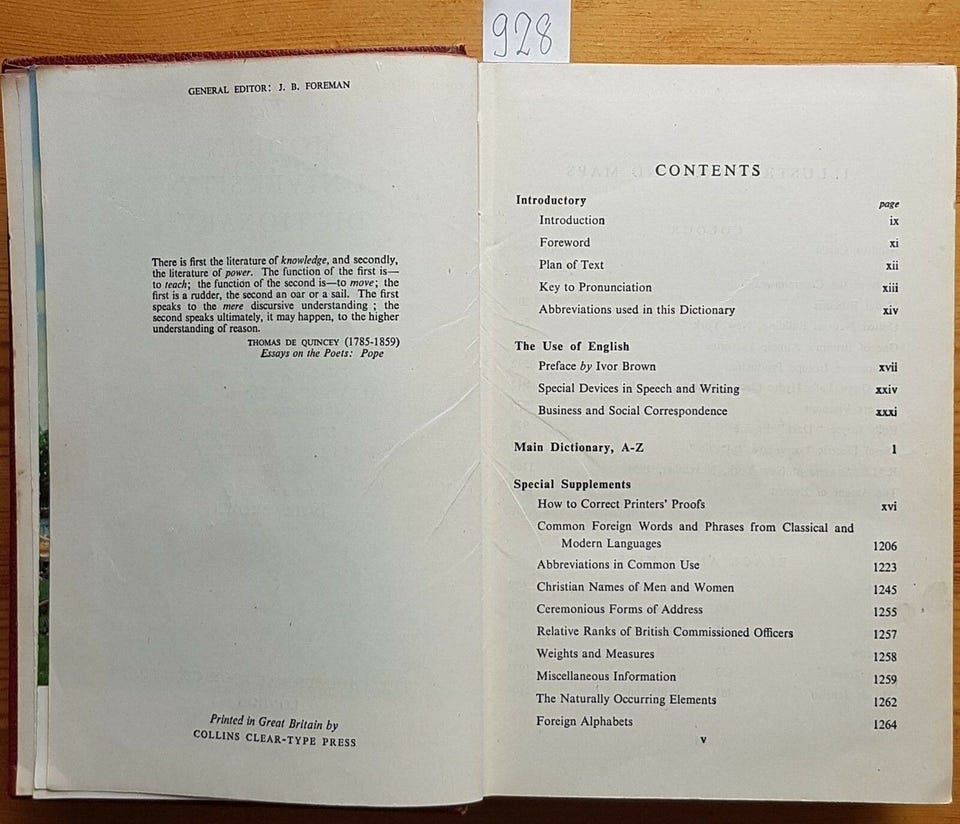 928
GENERAL EDITOR: J. B. FOREMAN
There is first the literature of knowledge, and secondly,
the literature of power. The function of the first is—
to teach; the function of the second is—to move; the
first is a rudder, the second an oar or a sail. The first
speaks to the mere discursive understanding; the
second speaks ultimately, it may happen, to the higher
understanding of reason.
THOMAS DE QUINCEY (1785-1859)
Essays on the Poets: Pope
Printed in Great Britain by
COLLINS CLEAR-TYPE PRESS
CONTENTS
Introductory page
Introduction ix
Foreword xi
Plan of Text xii
Key to Pronunciation xiii
Abbreviations used in this Dictionary xiv
The Use of English
Preface by Ivor Brown xvii
Special Devices in Speech and Writing xxiv
Business and Social Correspondence xxxi
Main Dictionary, A-Z 1
Special Supplements
How to Correct Printers' Proofs xvi
Common Foreign Words and Phrases from Classical and
Modern Languages 1206
Abbreviations in Common Use 1223
Christian Names of Men and Women 1245
Ceremonious Forms of Address 1255
Relative Ranks of British Commissioned Officers 1257
Weights and Measures 1258
Miscellaneous Information 1259
The Naturally Occurring Elements 1262
Foreign Alphabets 1264
v